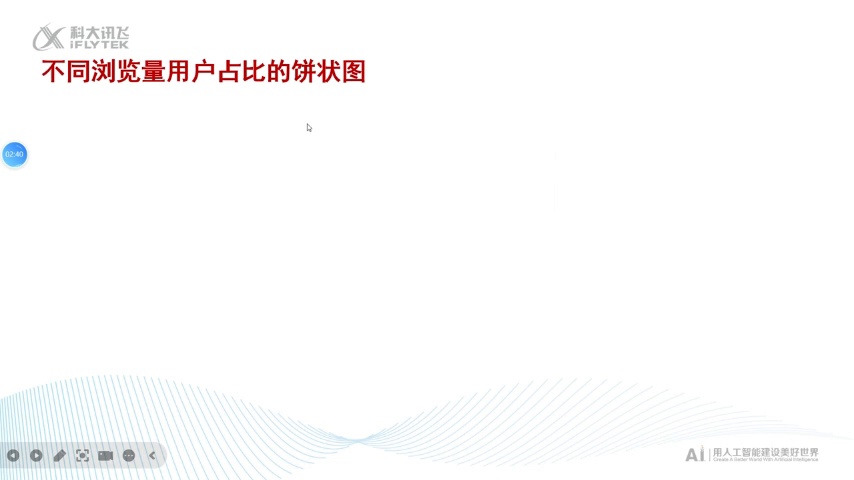 科大讯飞
iFLYTEK
不同浏览量用户占比的饼状图
02:40
AI 用人工智能建设美好世界
Create A Better World With Artificial Intelligence